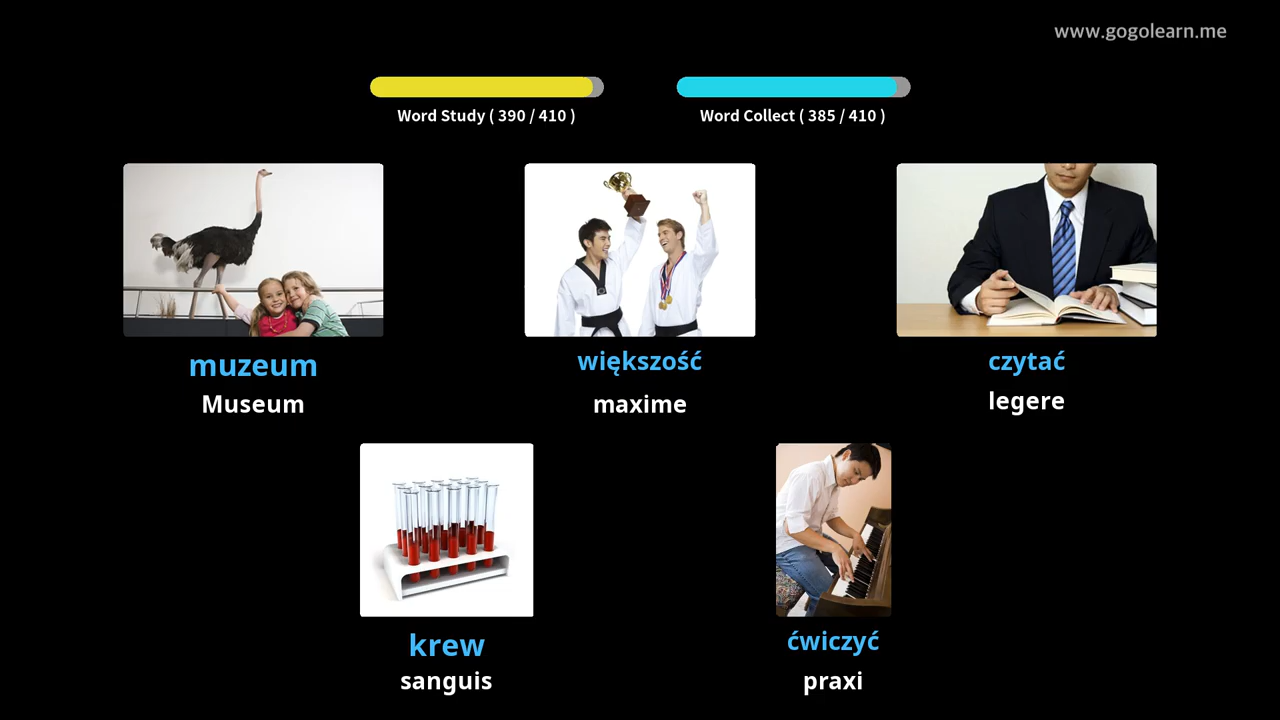 www.gogolearn.me
Word Study ( 390 / 410 )
Word Collect ( 385 / 410 )
muzeum
Museum
większość
maxime
czytać
legere
krew
sanguis
ćwiczyć
praxi